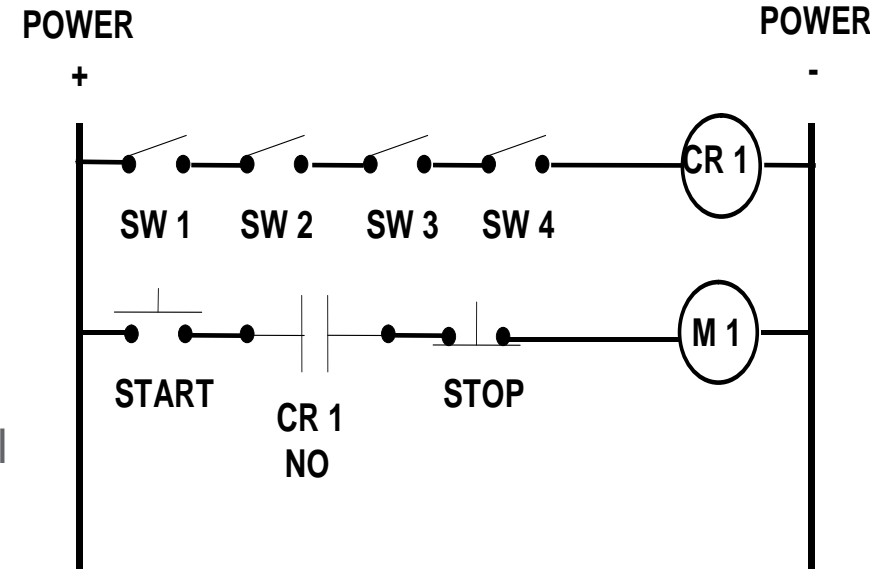 POWER
POWER
+
-
CR 1
SW 1
SW 2
SW 3
SW 4
M 1
START
CR 1
NO
STOP